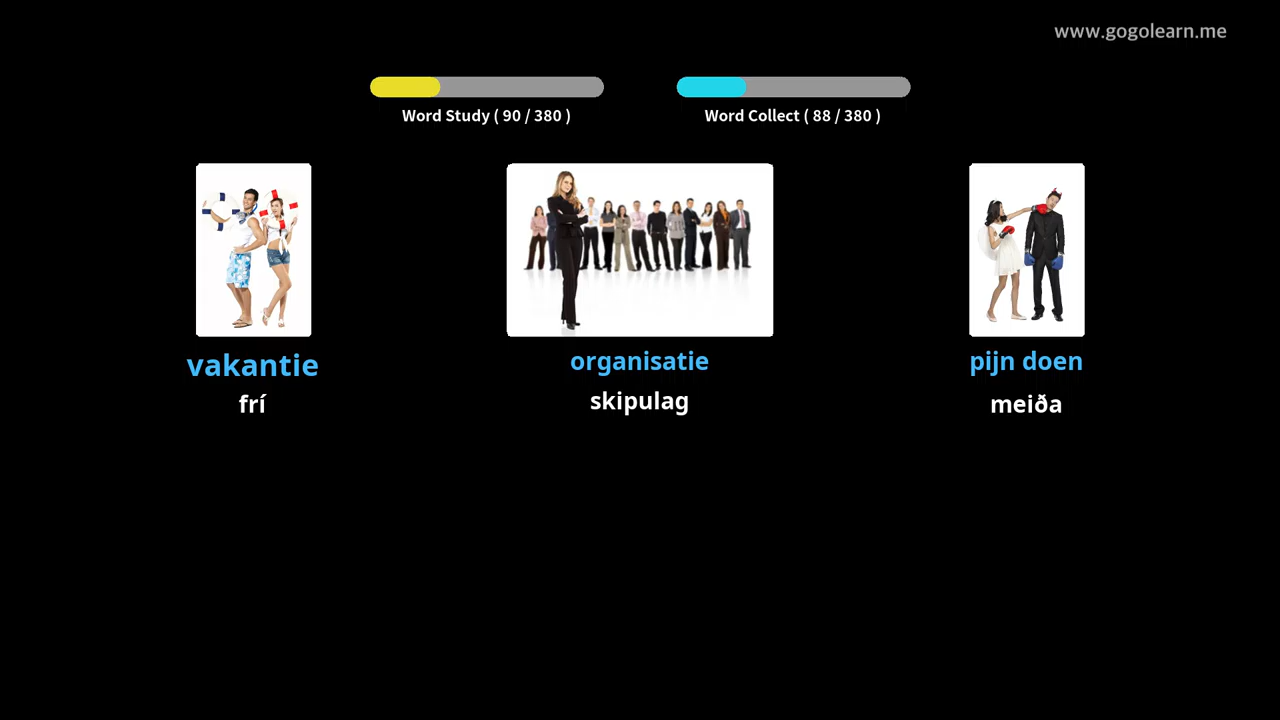 www.gogolearn.me
Word Study ( 90 / 380 )
Word Collect ( 88 / 380 )
vakantie
organisatie
pijn doen
frí
skipulag
meiða